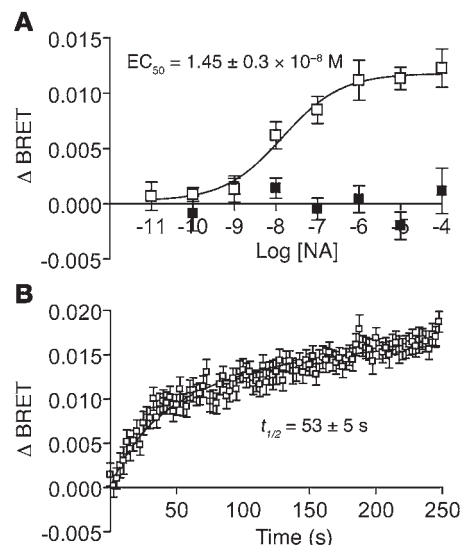 A
0.015
EC50 = 1.45 ± 0.3 × 10⁻⁸ M
0.010
Δ BRET
0.005
0.000
-11 -10 -9 -8 -7 -6 -5 -4
Log [NA]
-0.005
B
0.020
0.015
Δ BRET
0.010
t1/2 = 53 ± 5 s
0.005
0.000
50 100 150 200 250
Time (s)
-0.005